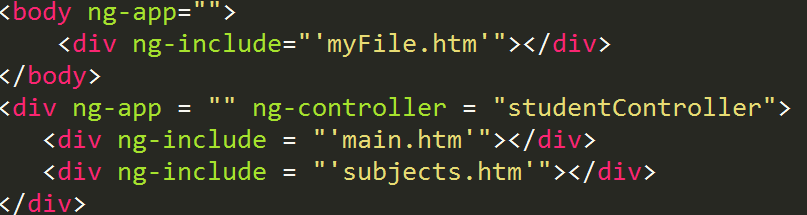 <body ng-app="">
    <div ng-include="'myFile.htm'"></div>
</body>
<div ng-app = "" ng-controller = "studentController">
   <div ng-include = "'main.htm'"></div>
   <div ng-include = "'subjects.htm'"></div>
</div>